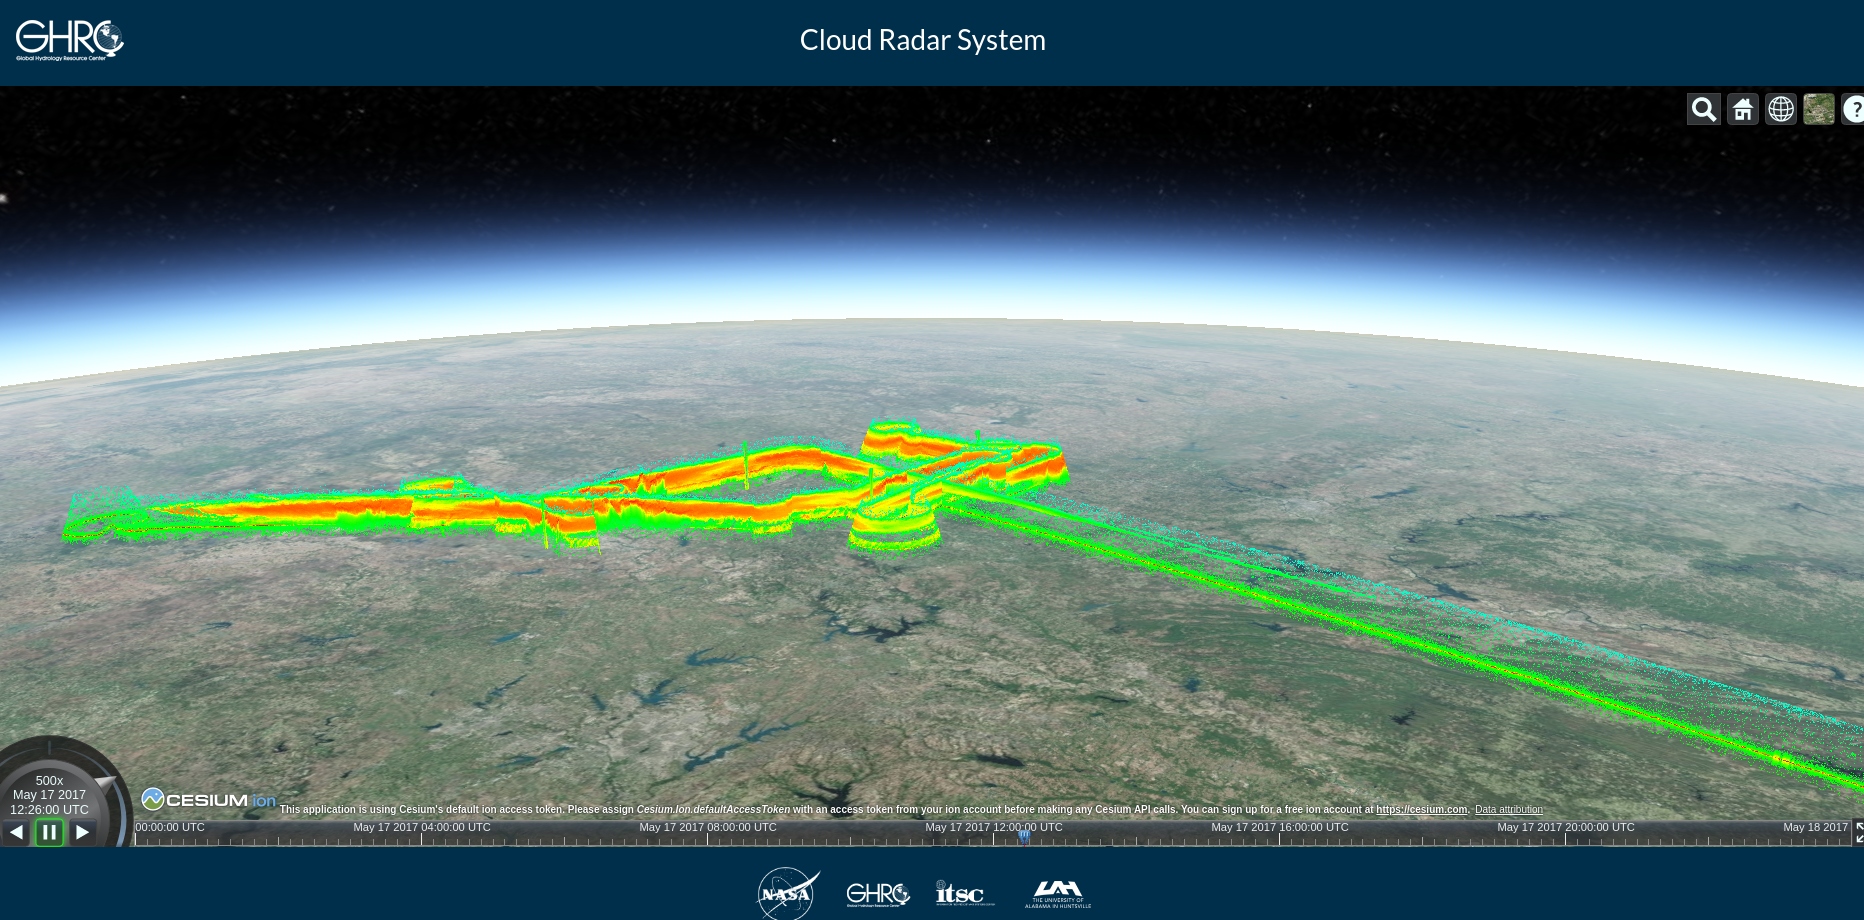 GHRC
Global Hydrology Resource Center
Cloud Radar System
?
500x
May 17 2017
12:26:00 UTC
CESIUM ion
This application is using Cesium's default ion access token. Please assign Cesium.Ion.defaultAccessToken with an access token from your ion account before making any Cesium API calls. You can sign up for a free ion account at https://cesium.com. Data attribution
00:00:00 UTC May 17 2017 04:00:00 UTC May 17 2017 08:00:00 UTC May 17 2017 12:00:00 UTC May 17 2017 16:00:00 UTC May 17 2017 20:00:00 UTC May 18 2017
NASA
GHRC
Global Hydrology Resource Center
itsc
UAH
THE UNIVERSITY OF
ALABAMA IN HUNTSVILLE